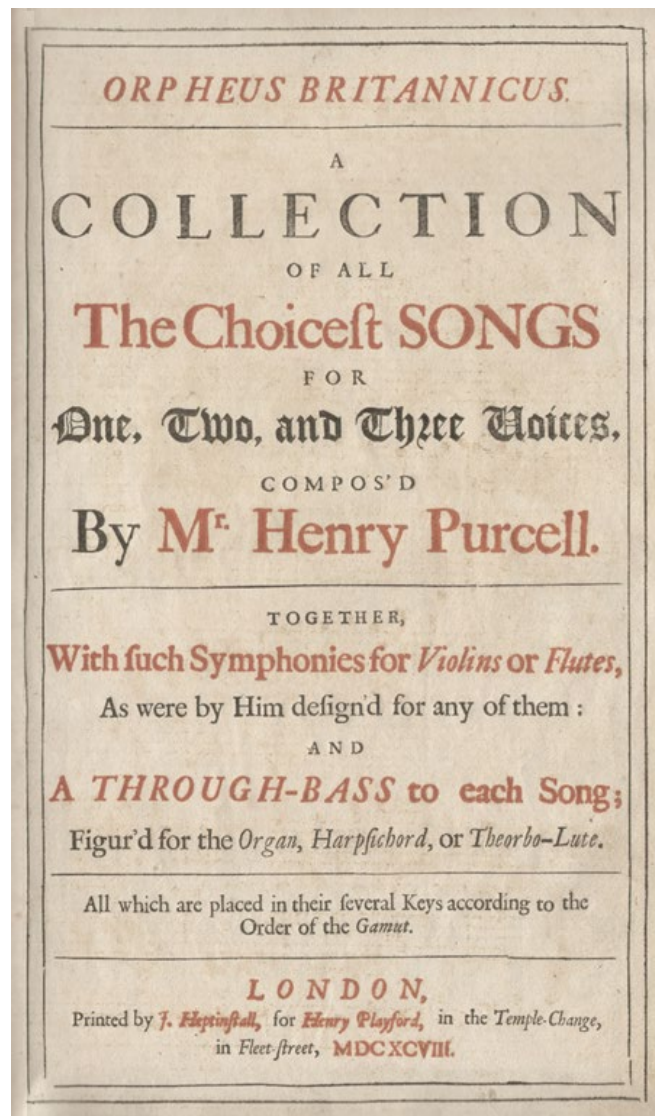 ORPHEUS BRITANNICUS.
A
COLLECTION
OF ALL
The Choiceſt SONGS
FOR
One, Two, and Three Voices,
COMPOS'D
By Mr. Henry Purcell.
TOGETHER,
With ſuch Symphonies for Violins or Flutes,
As were by Him deſign'd for any of them :
AND
A THROUGH-BASS to each Song;
Figur'd for the Organ, Harpſichord, or Theorbo-Lute.
All which are placed in their ſeveral Keys according to the
Order of the Gamut.
LONDON,
Printed by J. Heptinſtall, for Henry Playford, in the Temple-Change,
in Fleet-ſtreet, MDCXCVIII.